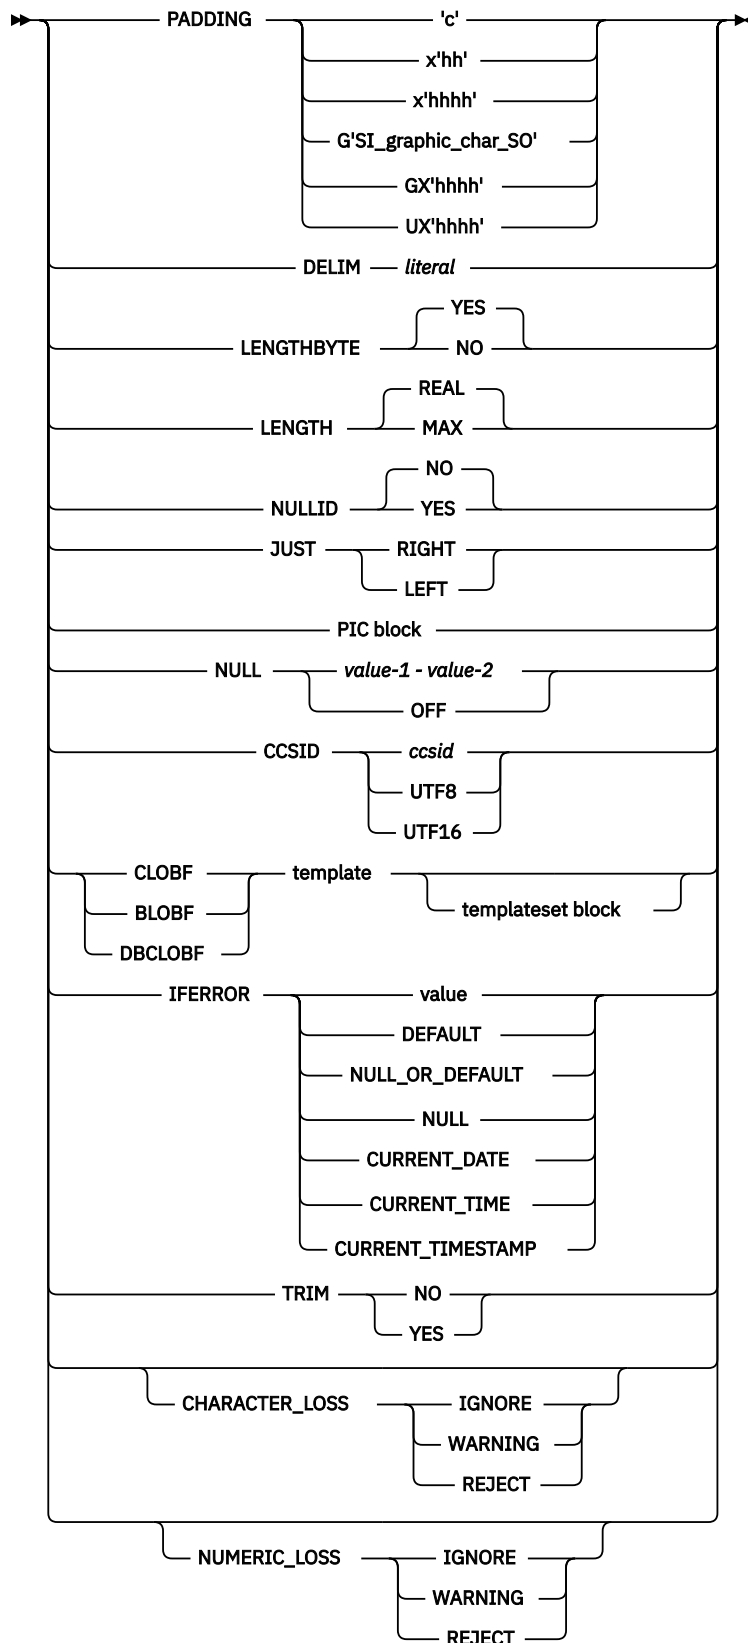 PADDING 'c'
x'hh'
x'hhhh'
G'SI_graphic_char_SO'
GX'hhhh'
UX'hhhh'
DELIM literal
YES
LENGTHBYTE NO
REAL
LENGTH MAX
NO
NULLID YES
JUST RIGHT
LEFT
PIC block
NULL value-1 - value-2
OFF
CCSID ccsid
UTF8
UTF16
CLOBF template
BLOBF templateset block
DBCLOBF
IFERROR value
DEFAULT
NULL_OR_DEFAULT
NULL
CURRENT_DATE
CURRENT_TIME
CURRENT_TIMESTAMP
TRIM NO
YES
CHARACTER_LOSS IGNORE
WARNING
REJECT
NUMERIC_LOSS IGNORE
WARNING
REJECT